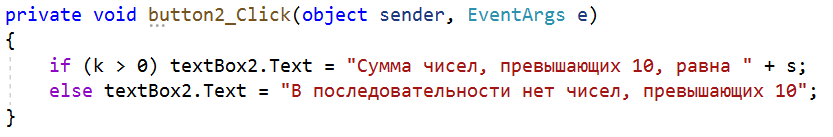 private void button2_Click(object sender, EventArgs e)
{
if (k > 0) textBox2.Text = "Сумма чисел, превышающих 10, равна " + s;
else textBox2.Text = "В последовательности нет чисел, превышающих 10";
}